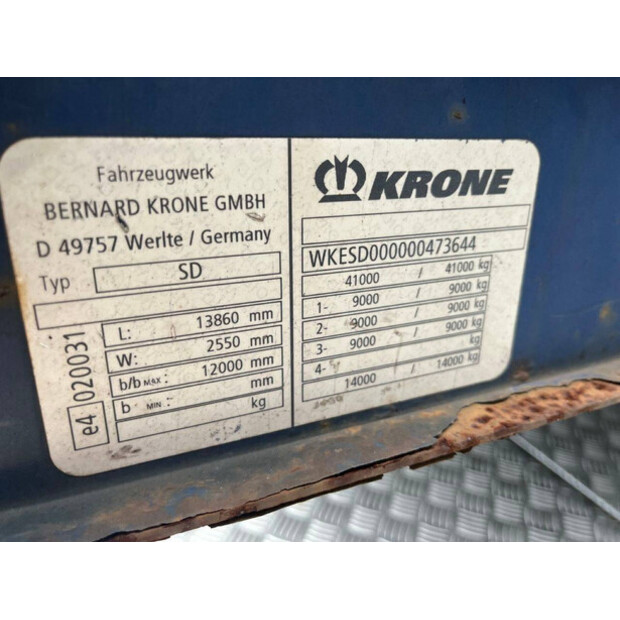 Fahrzeugwerk
BERNARD KRONE GMBH
D 49757 Werlte / Germany
Typ SD
e4 020031
L: 13860 mm
W: 2550 mm
b/b MAX: 12000 mm
b MIN: mm
kg
KRONE
WKESD000000473644
41000 / 41000 kg
1- 9000 / 9000 kg
2- 9000 / 9000 kg
3- 9000 / 9000 kg
4- kg
14000 / 14000 kg